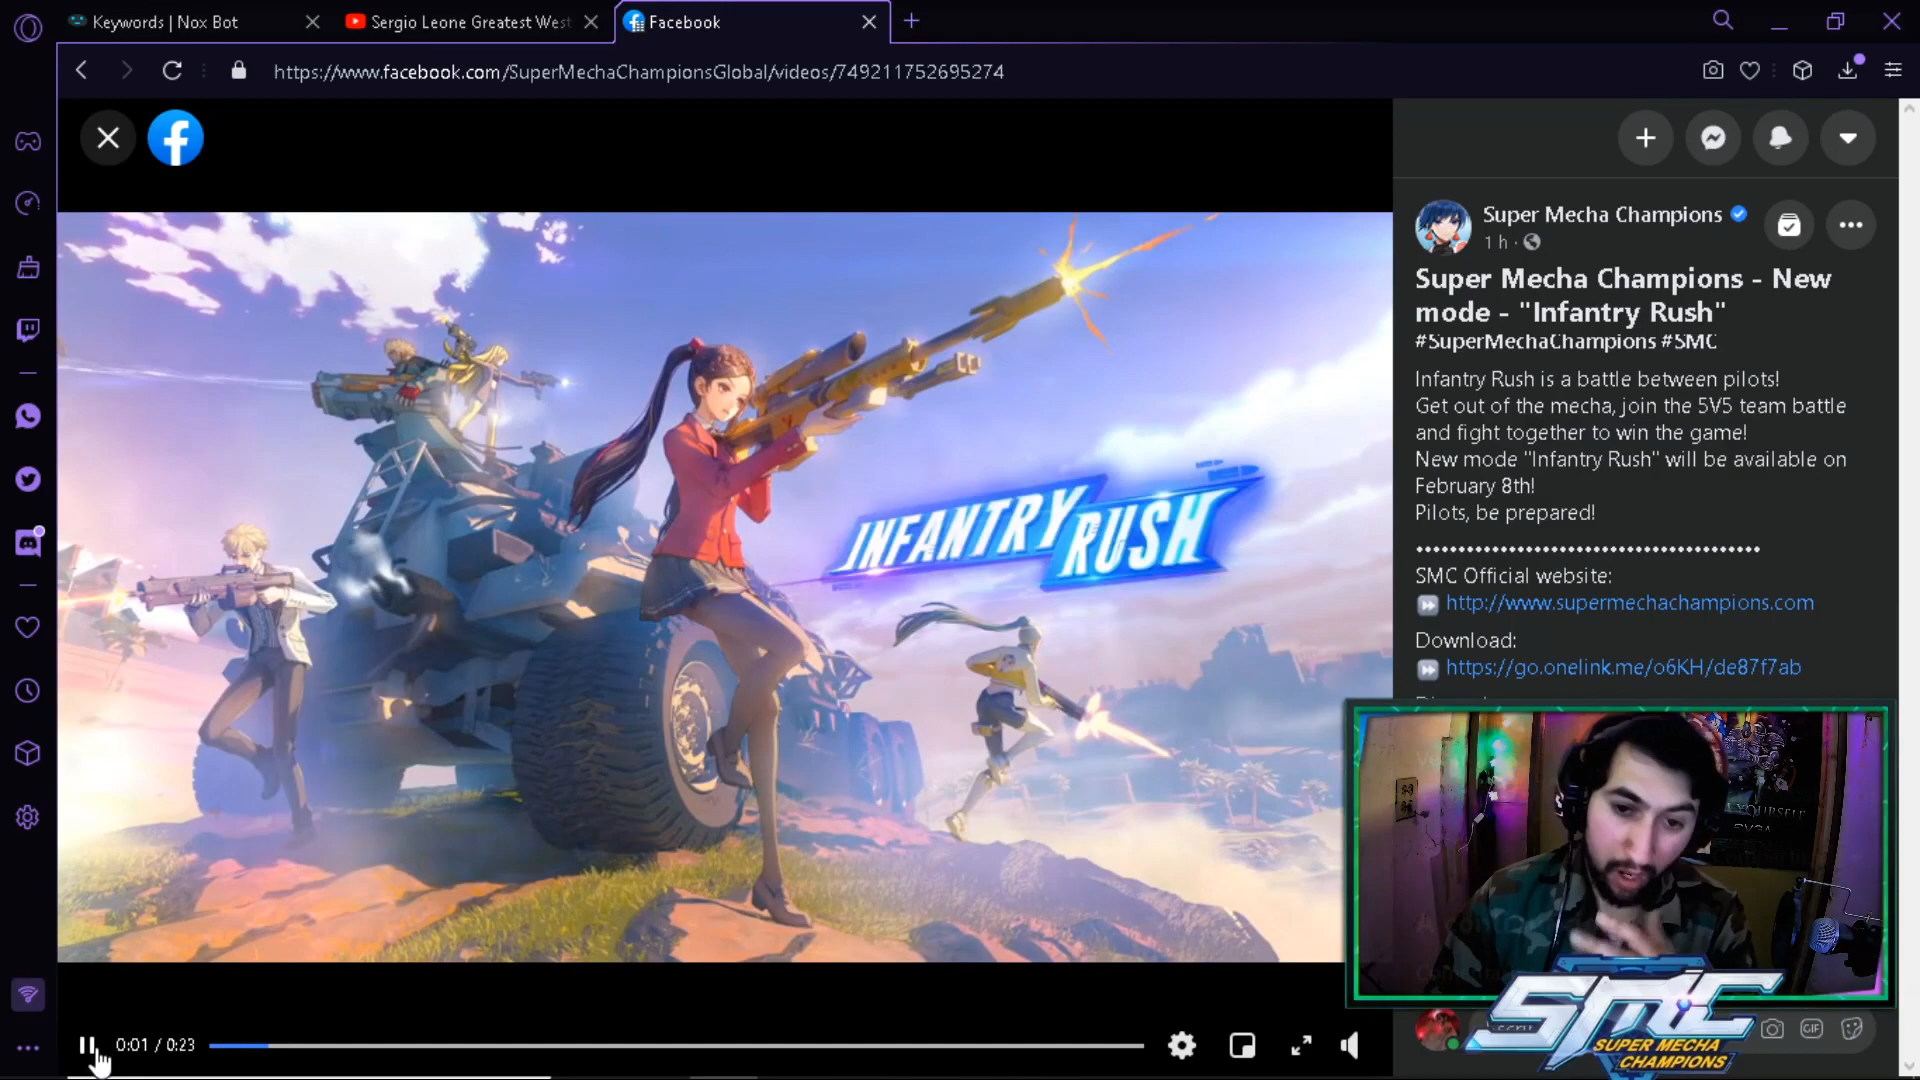 Keywords | Nox Bot
Sergio Leone Greatest West
Facebook
https://www.facebook.com/SuperMechaChampionsGlobal/videos/749211752695274
Super Mecha Champions
1 h ·
Super Mecha Champions - New
mode - "Infantry Rush"
#SuperMechaChampions #SMC
Infantry Rush is a battle between pilots!
Get out of the mecha, join the 5V5 team battle
and fight together to win the game!
New mode "Infantry Rush" will be available on
February 8th!
Pilots, be prepared!
••••••••••••••••••••••••••••••••••••••••
SMC Official website:
http://www.supermechachampions.com
Download:
https://go.onelink.me/o6KH/de87f7ab
INFANTRY RUSH
YOURSELF
EVGA
SMC
SUPER MECHA
CHAMPIONS
GIF
0:01 / 0:23